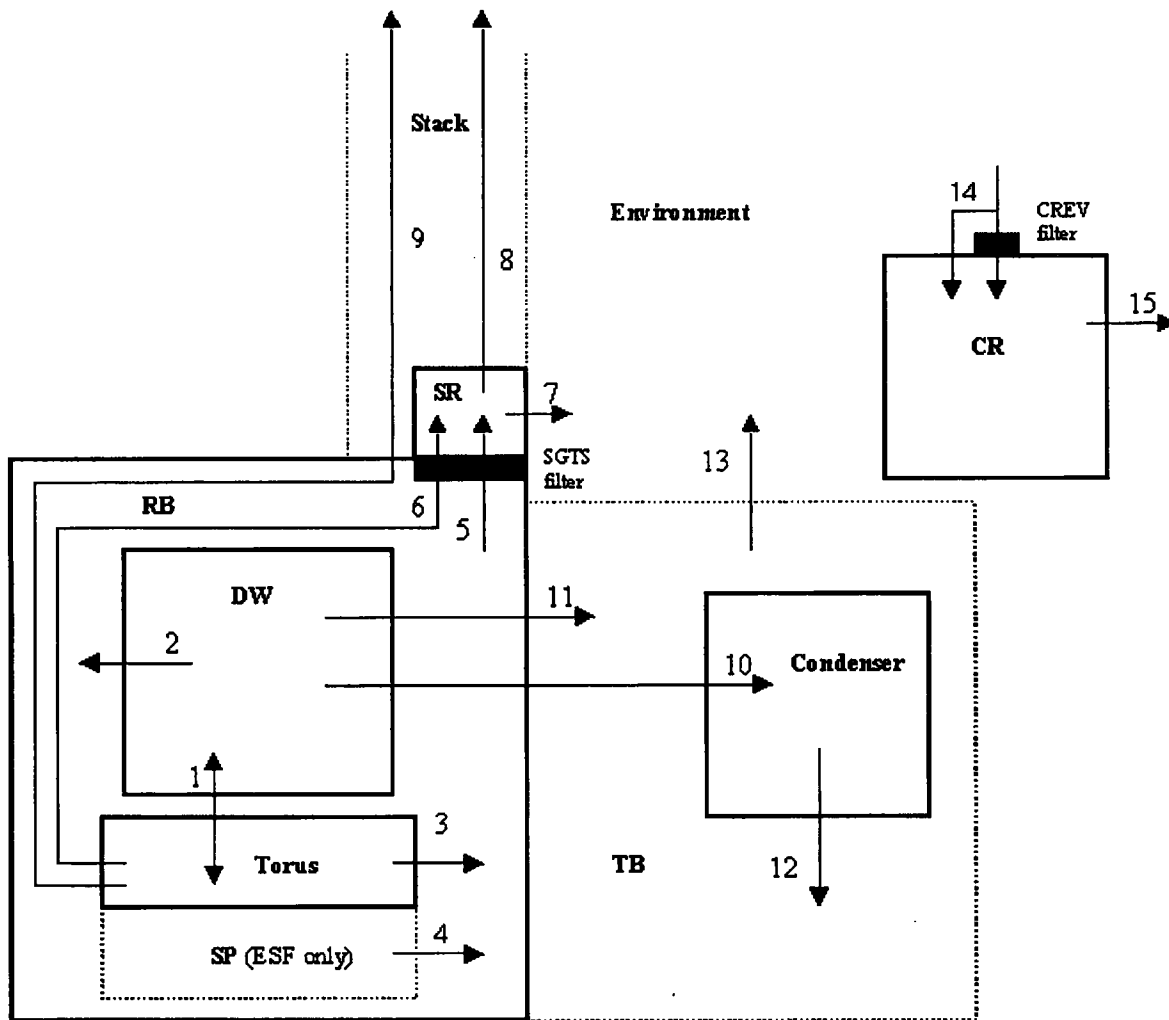 Stack
Environment
14
CREV
filter
9
8
15
CR
SR
7
13
SGTS
filter
RB
6
5
DW
11
2
10
Condenser
1
3
Torus
TB
12
4
SP (ESF only)